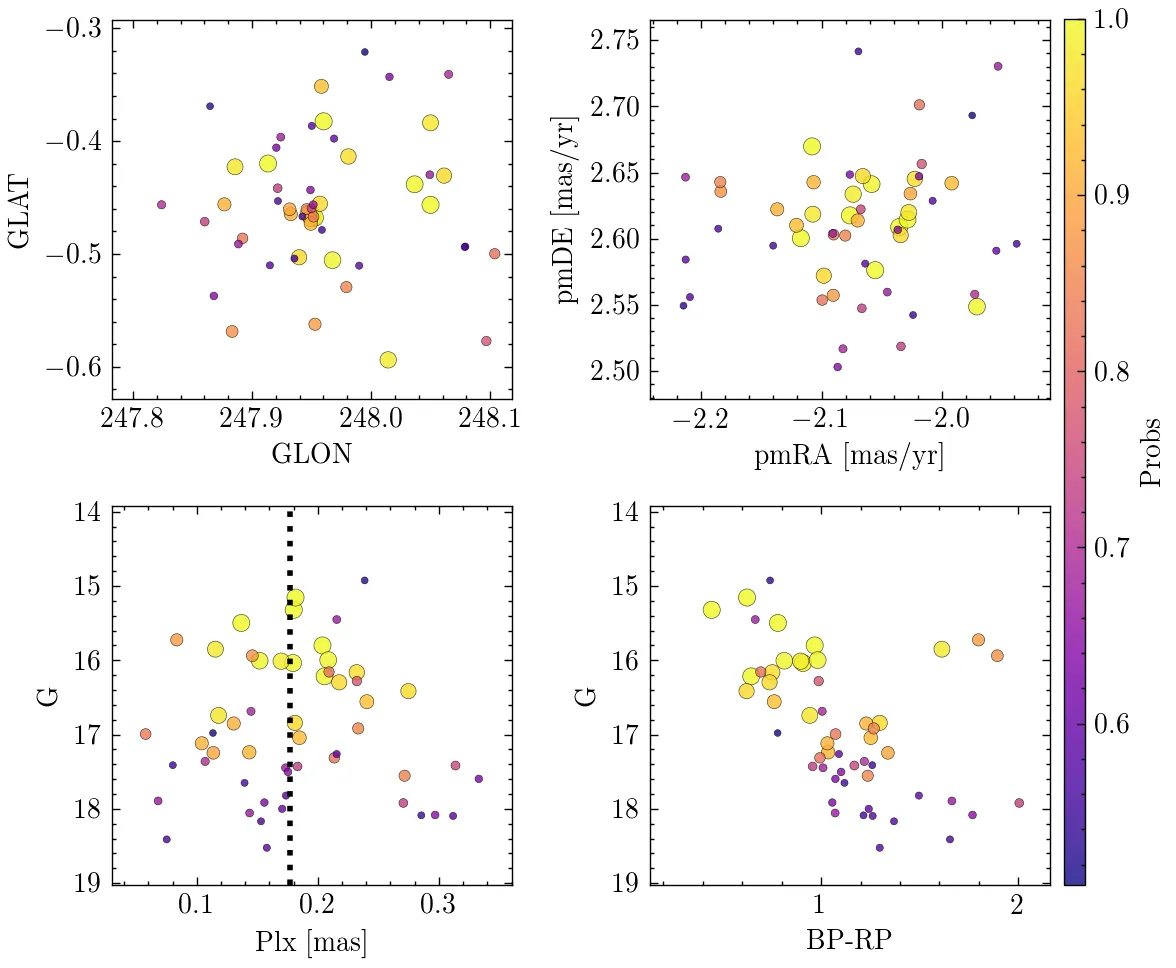 −0.3
−0.4
−0.5
−0.6
GLAT
247.8 247.9 248.0 248.1
GLON
2.75
2.70
2.65
2.60
2.55
2.50
pmDE [mas/yr]
−2.2 −2.1 −2.0
pmRA [mas/yr]
14
15
16
17
18
19
G
0.1 0.2 0.3
Plx [mas]
14
15
16
17
18
19
G
1 2
BP-RP
1.0
0.9
0.8
0.7
0.6
Probs